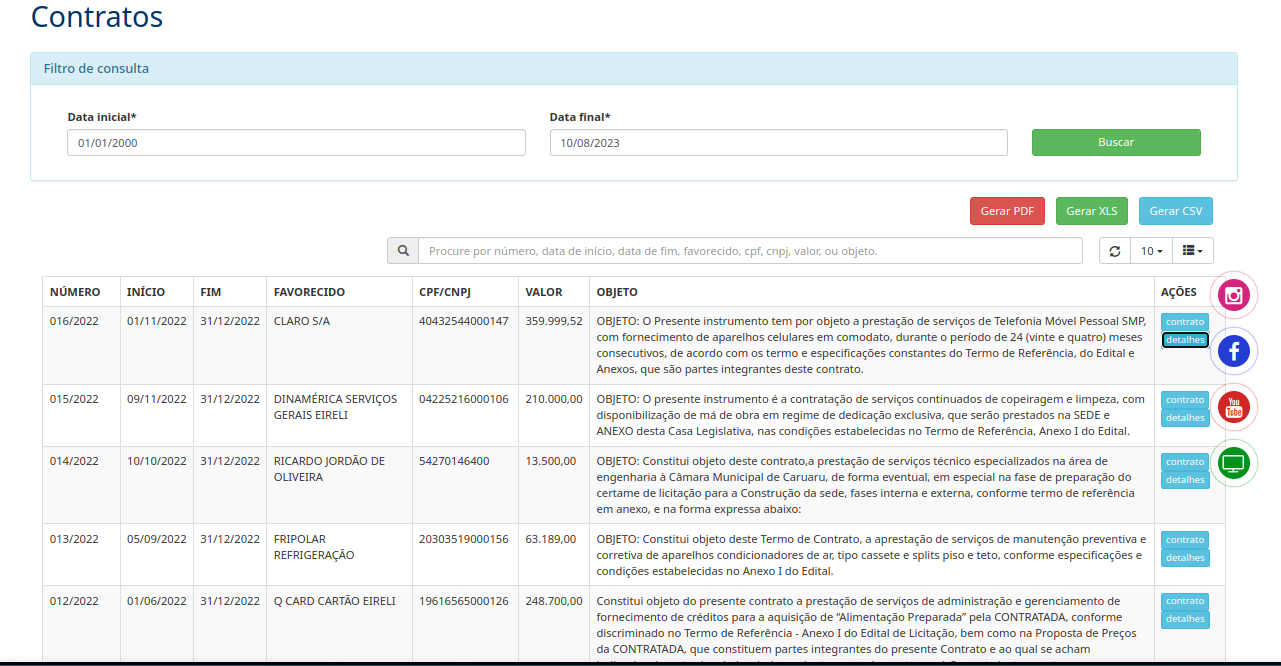 Contratos
Filtro de consulta
Data inicial*
Data final*
01/01/2000
10/08/2023
Buscar
Gerar PDF
Gerar XLS
Gerar CSV
Procure por número, data de início, data de fim, favorecido, cpf, cnpj, valor, ou objeto.
10
NÚMERO INÍCIO FIM FAVORECIDO CPF/CNPJ VALOR OBJETO AÇÕES
016/2022 01/11/2022 31/12/2022 CLARO S/A 40432544000147 359.999,52 OBJETO: O Presente instrumento tem por objeto a prestação de serviços de Telefonia Móvel Pessoal SMP, contrato
com fornecimento de aparelhos celulares em comodato, durante o período de 24 (vinte e quatro) meses detalhes
consecutivos, de acordo com os termo e especificações constantes do Termo de Referência, do Edital e
Anexos, que são partes integrantes deste contrato.
015/2022 09/11/2022 31/12/2022 DINAMÉRICA SERVIÇOS 04225216000106 210.000,00 OBJETO: O presente instrumento é a contratação de serviços continuados de copeiragem e limpeza, com contrato
GERAIS EIRELI disponibilização de má de obra em regime de dedicação exclusiva, que serão prestados na SEDE e detalhes
ANEXO desta Casa Legislativa, nas condições estabelecidas no Termo de Referência, Anexo I do Edital.
You
Tube
014/2022 10/10/2022 31/12/2022 RICARDO JORDÃO DE 54270146400 13.500,00 OBJETO: Constitui objeto deste contrato,a prestação de serviços técnico especializados na área de contrato
OLIVEIRA engenharia à Câmara Municipal de Caruaru, de forma eventual, em especial na fase de preparação do detalhes
certame de licitação para a Construção da sede, fases interna e externa, conforme termo de referência
em anexo, e na forma expressa abaixo:
013/2022 05/09/2022 31/12/2022 FRIPOLAR 20303519000156 63.189,00 OBJETO: Constitui objeto deste Termo de Contrato, a aprestação de serviços de manutenção preventiva e contrato
REFRIGERAÇÃO corretiva de aparelhos condicionadores de ar, tipo cassete e splits piso e teto, conforme especificações e detalhes
condições estabelecidas no Anexo I do Edital.
012/2022 01/06/2022 31/12/2022 Q CARD CARTÃO EIRELI 19616565000126 248.700,00 Constitui objeto do presente contrato a prestação de serviços de administração e gerenciamento de contrato
fornecimento de créditos para a aquisição de “Alimentação Preparada” pela CONTRATADA, conforme detalhes
discriminado no Termo de Referência - Anexo I do Edital de Licitação, bem como na Proposta de Preços
da CONTRATADA, que constituem partes integrantes do presente Contrato e ao qual se acham